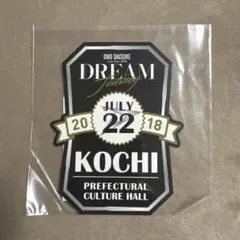 ONO DAISUKE
DREAM
Journey
JULY
20 22 18
KOCHI
PREFECTURAL
CULTURE HALL